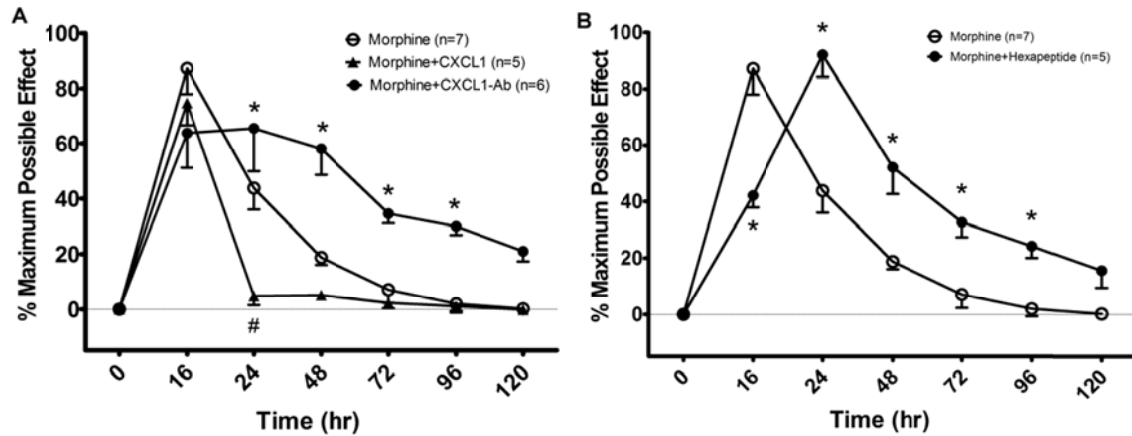 A
% Maximum Possible Effect
100
80
60
40
20
0
Morphine (n=7)
Morphine+CXCL1 (n=5)
Morphine+CXCL1-Ab (n=6)
* * * *
#
0 16 24 48 72 96 120
Time (hr)
B
% Maximum Possible Effect
100
80
60
40
20
0
Morphine (n=7)
Morphine+Hexapeptide (n=5)
* * * * *
0 16 24 48 72 96 120
Time (hr)